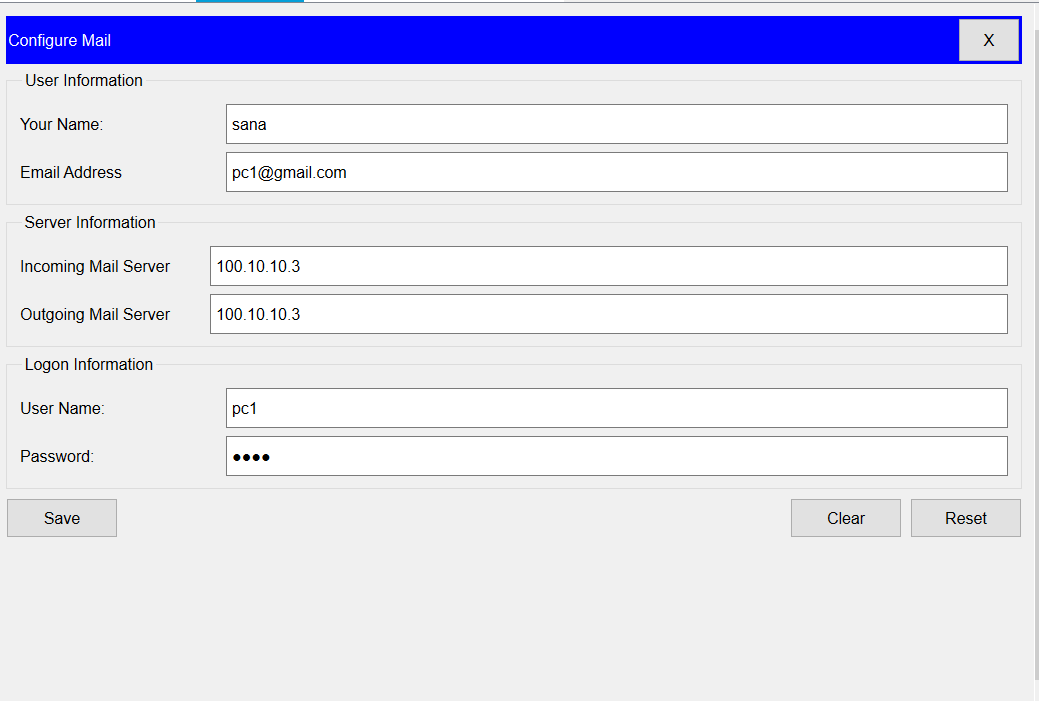 Configure Mail
X
User Information
Your Name:
sana
Email Address
pc1@gmail.com
Server Information
Incoming Mail Server
100.10.10.3
Outgoing Mail Server
100.10.10.3
Logon Information
User Name:
pc1
Password:
●●●●
Save
Clear
Reset